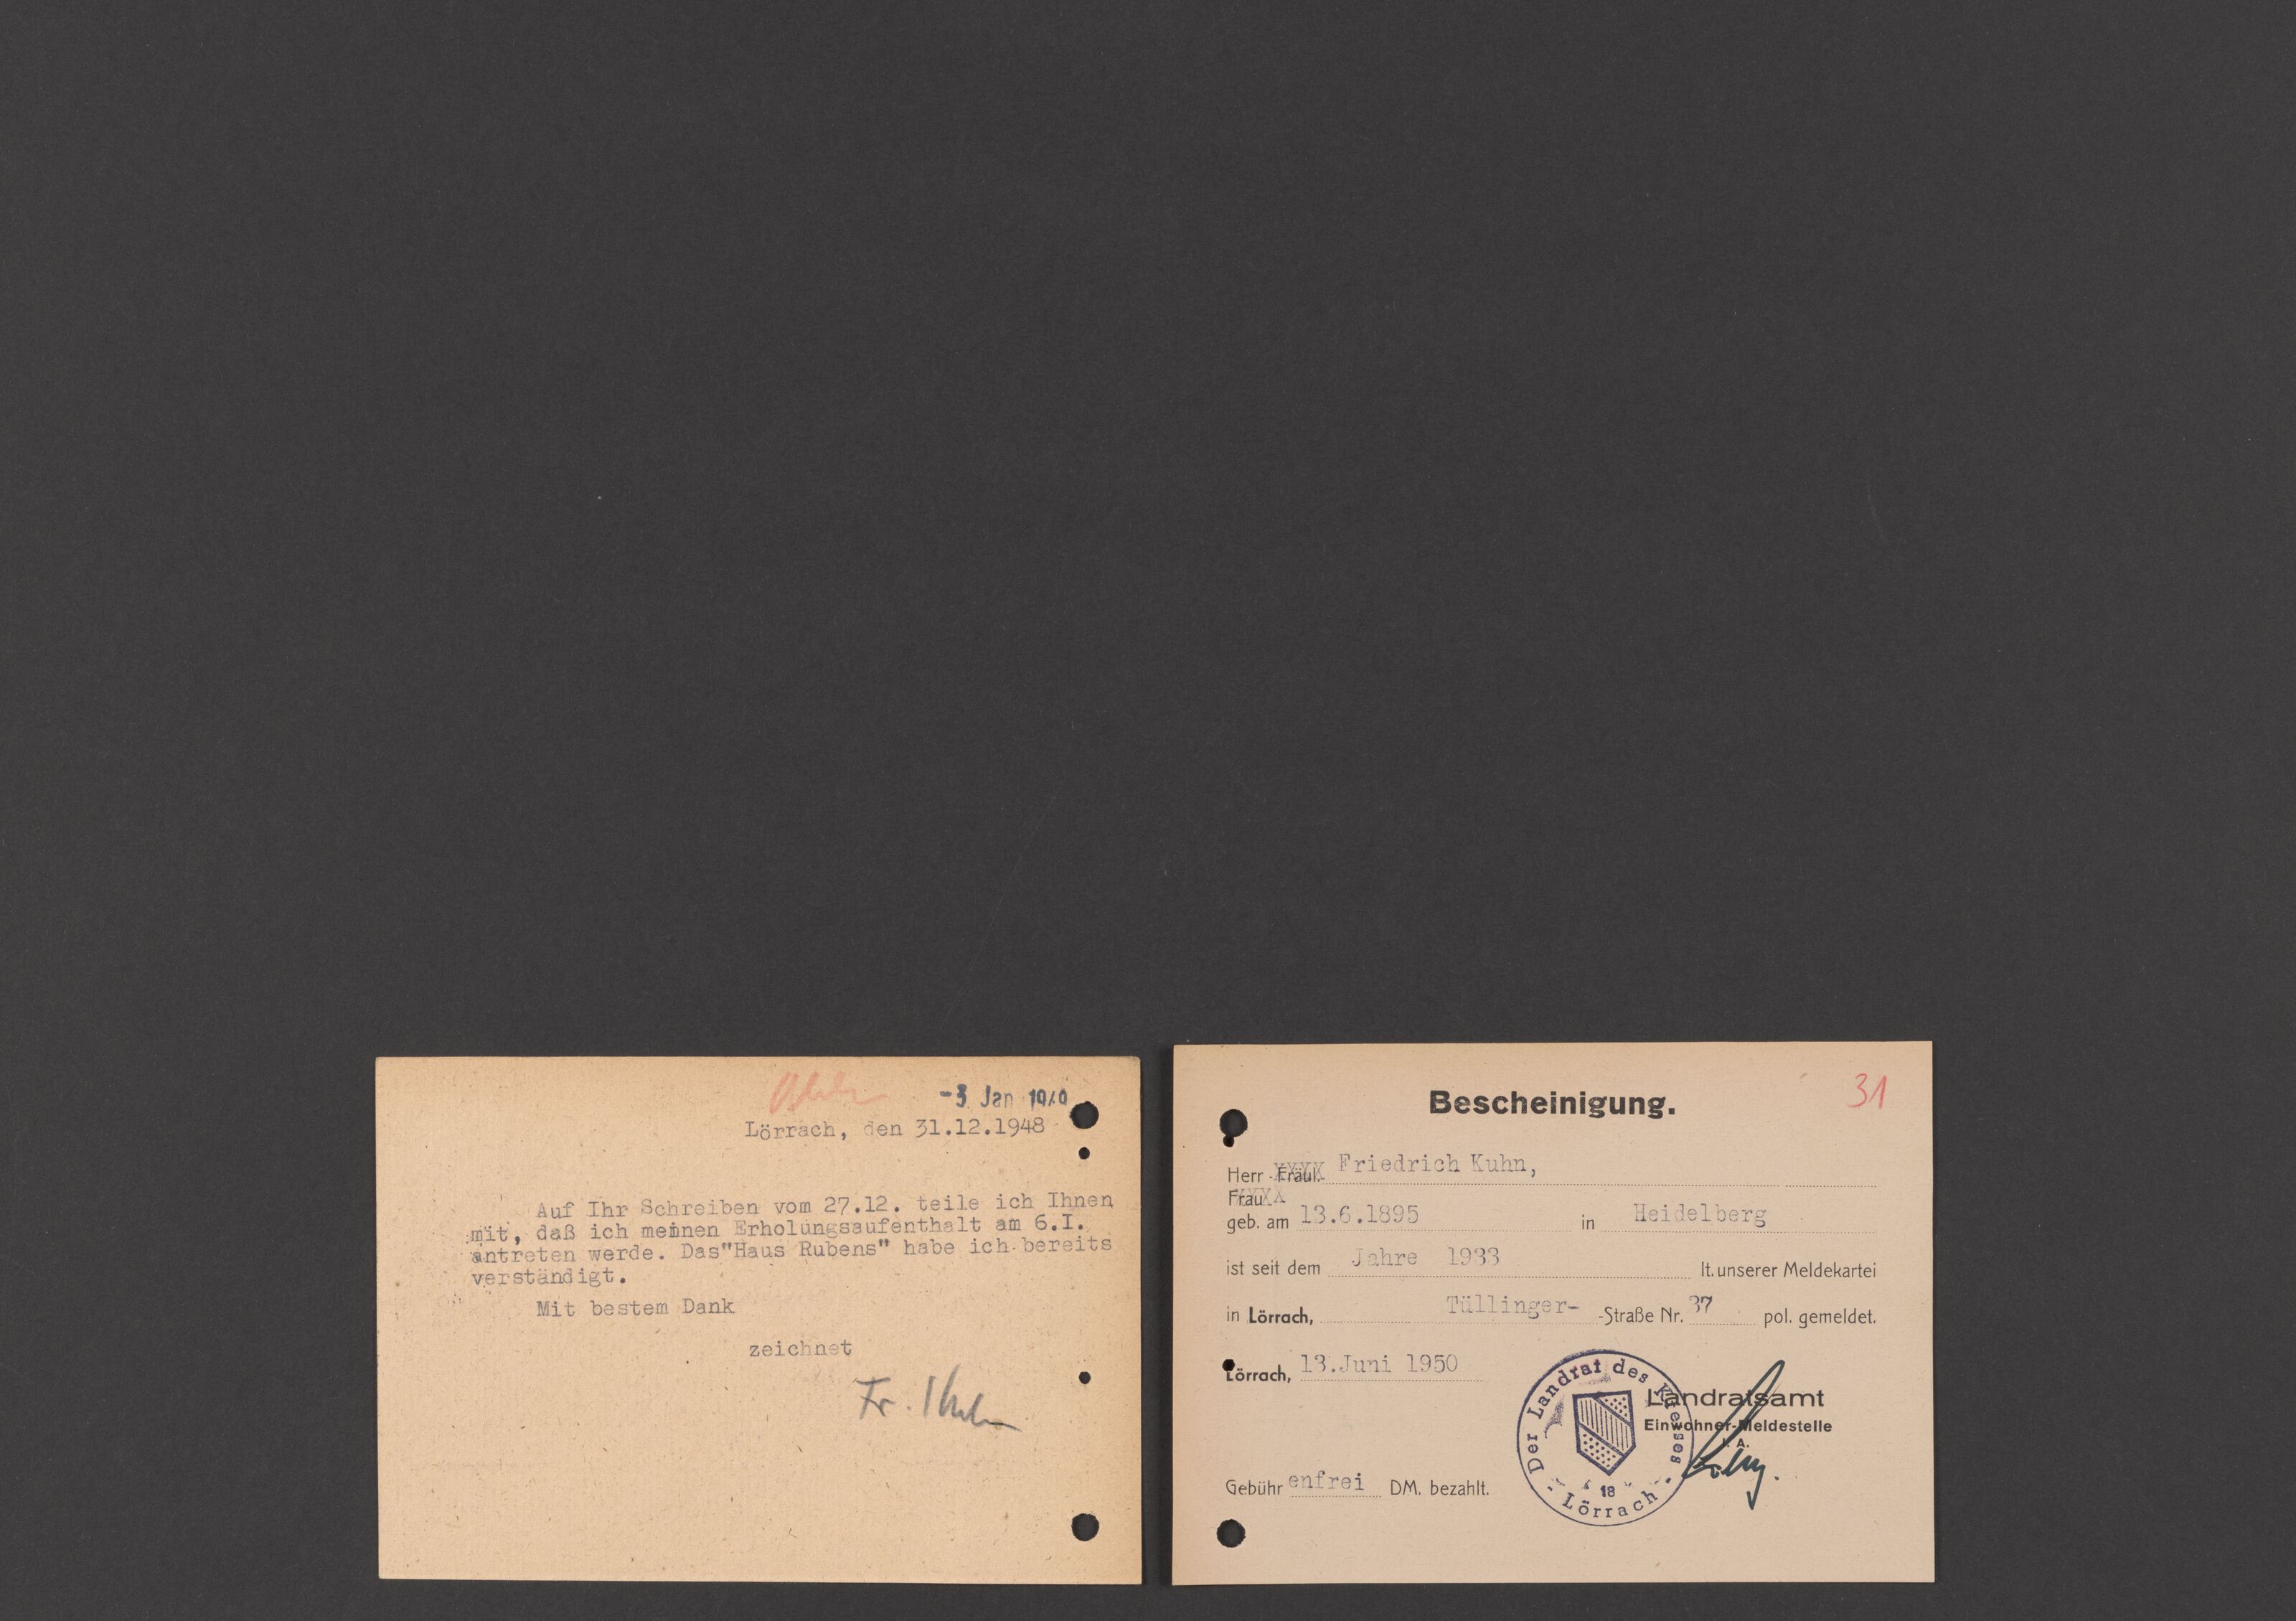 -3 Jan 1949
Lörrach, den 31.12.1948
Auf Ihr Schreiben vom 27.12. teile ich Ihnen
mit, daß ich meinen Erholungsaufenthalt am 6.I.
antreten werde. Das"Haus Rubens" habe ich bereits
verständigt.
Mit bestem Dank
zeichnet
Fr. Kuhn
Bescheinigung.
31
Herr - Fräul. XXXX Friedrich Kuhn,
Frau XXXX
geb. am 13.6.1895 in Heidelberg
ist seit dem Jahre 1933 lt. unserer Meldekartei
in Lörrach, Tüllinger- -Straße Nr. 37 pol. gemeldet.
Lörrach, 13.Juni 1950
Landratsamt
Einwohner-Meldestelle
I. A.
Der Landrat des Kreises
- Lörrach -
18
Gebühr enfrei DM. bezahlt.